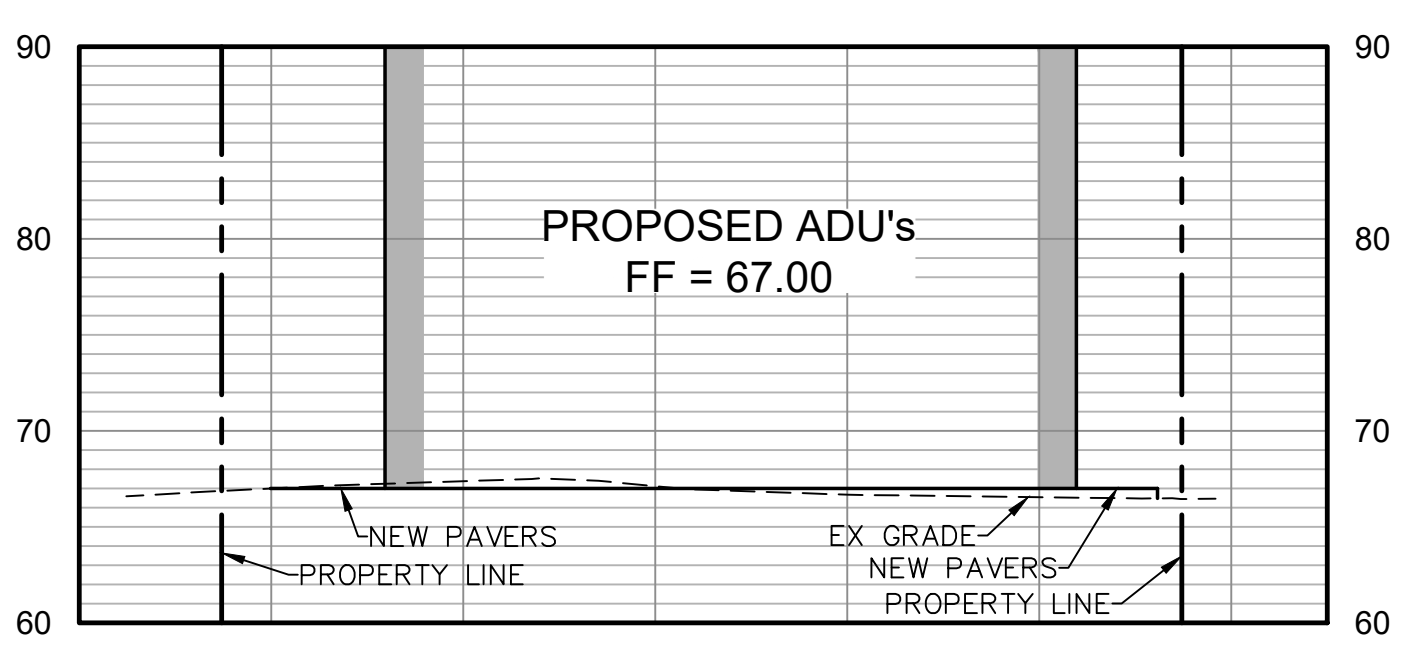 90 90
PROPOSED ADU's
80 80
FF = 67.00
70 70
NEW PAVERS
EX GRADE
NEW PAVERS
PROPERTY LINE
PROPERTY LINE
60 60